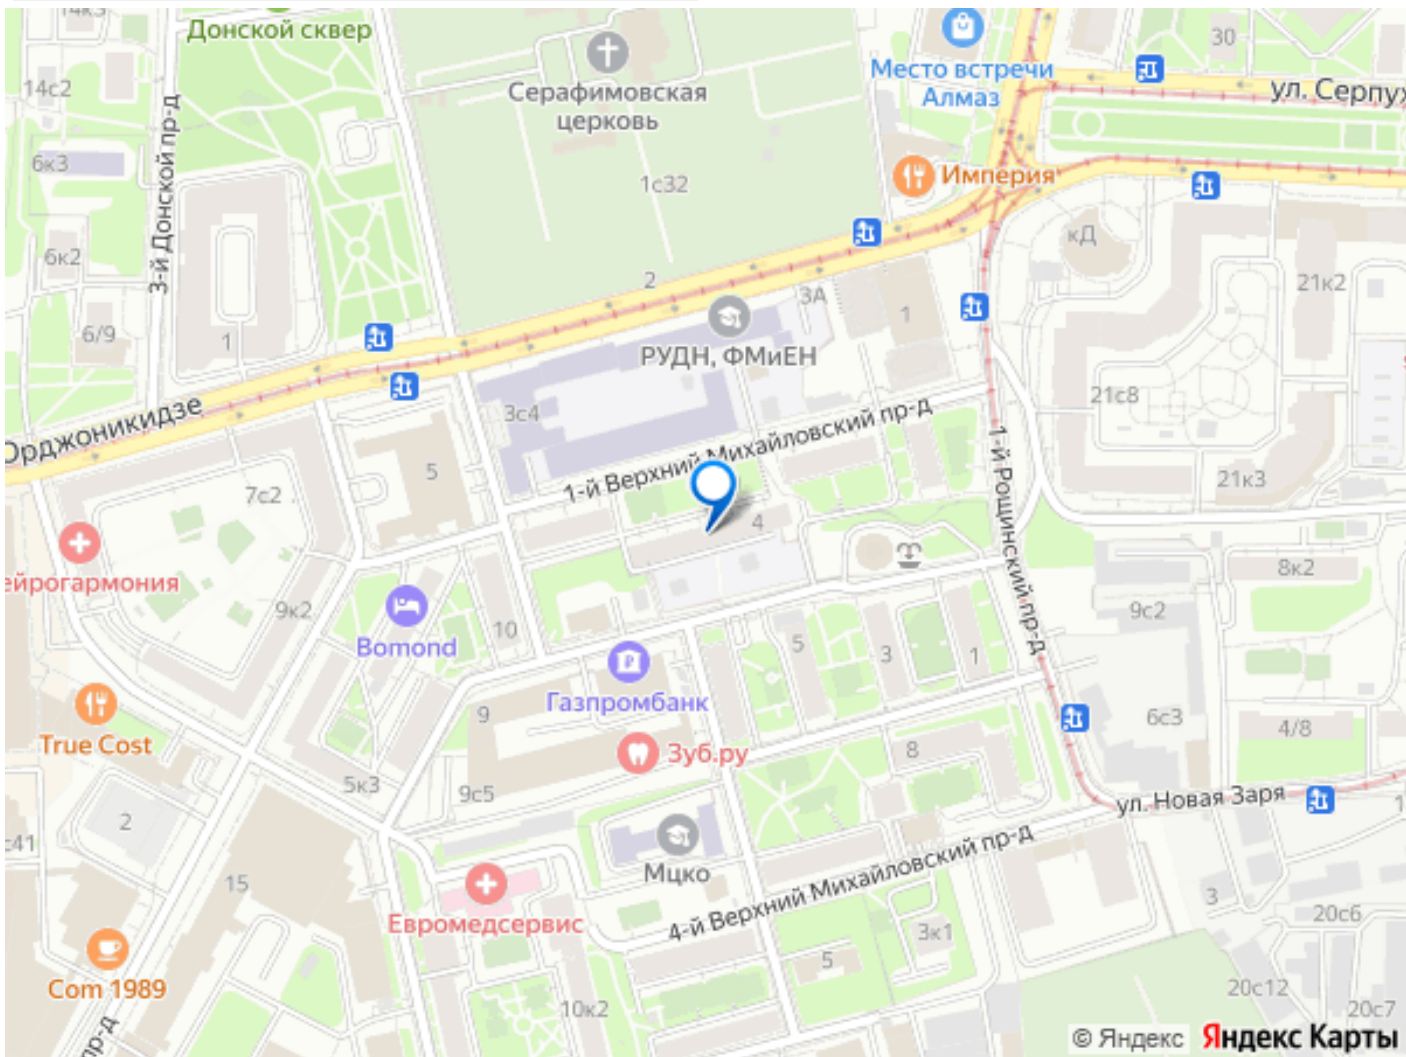 14к3
Донской сквер
30
Место встречи
Алмаз
14с2
Серафимовская
церковь
ул. Серпух
3-й Донской пр-д
6к3
1с32
Империя
кД
6к2
2
3А
21к2
6/9
1
1
РУДН, ФМиЕН
21с8
Орджоникидзе
3с4
1-й Верхний Михайловский пр-д
1-й Рощинский пр-д
5
7с2
21к3
4
ейрогармония
8к2
9к2
9с2
10
Bomond
5
3
1
Газпромбанк
9
6с3
4/8
True Cost
Зуб.ру
8
5к3
9с5
ул. Новая Заря
1
2
с41
4-й Верхний Михайловский пр-д
Мцко
15
3
20с6
Евромедсервис
3к1
5
Com 1989
20с12
10к2
20с7
пр-д
© Яндекс Яндекс Карты